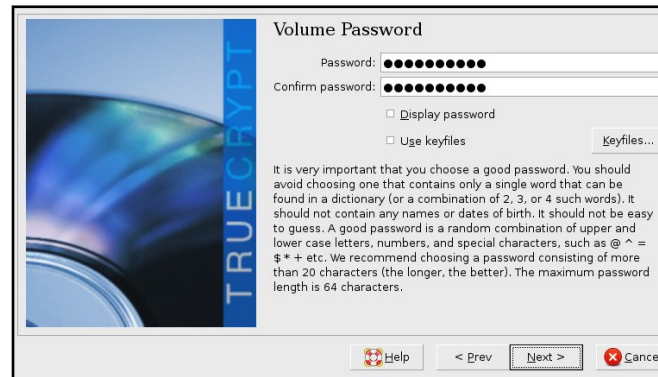 Volume Password
Password: ●●●●●●●●●●
Confirm password: ●●●●●●●●●●
Display password
Use keyfiles
Keyfiles...
It is very important that you choose a good password. You should
avoid choosing one that contains only a single word that can be
found in a dictionary (or a combination of 2, 3, or 4 such words). It
should not contain any names or dates of birth. It should not be easy
to guess. A good password is a random combination of upper and
lower case letters, numbers, and special characters, such as @ ^ =
$ * + etc. We recommend choosing a password consisting of more
than 20 characters (the longer, the better). The maximum password
length is 64 characters.
TRUECRYPT
Help
< Prev
Next >
Cance